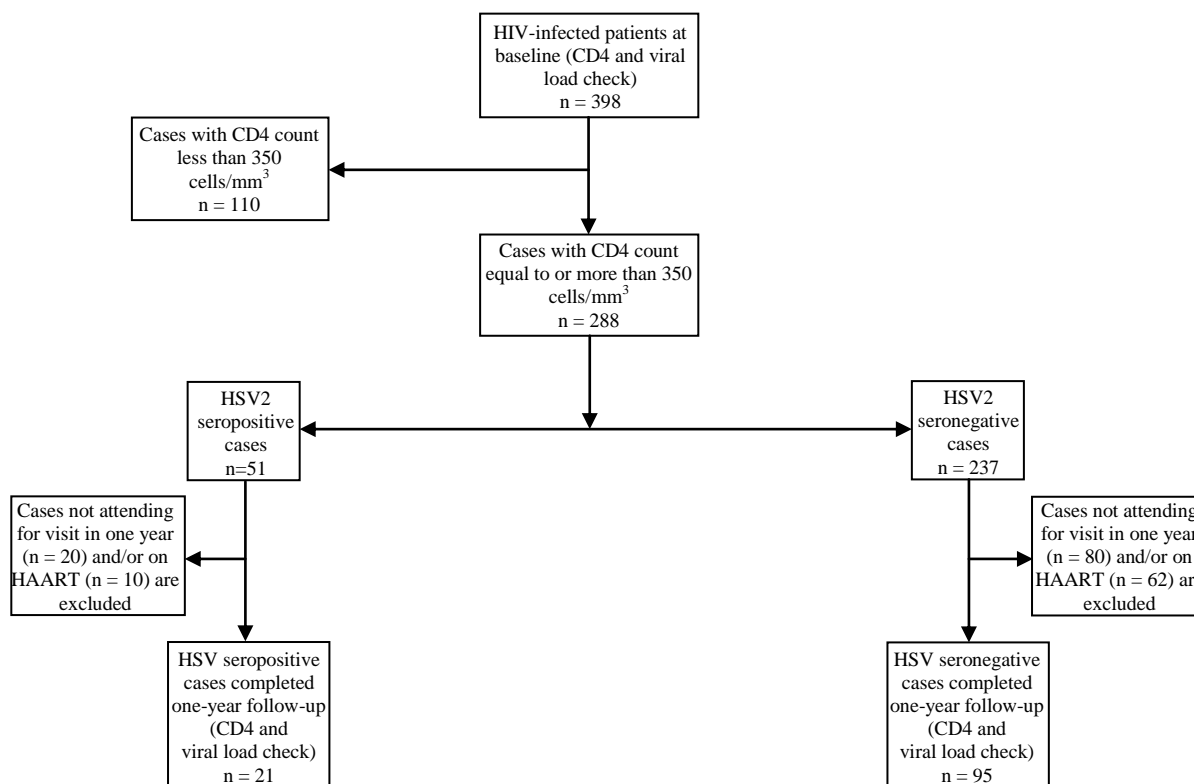 HIV-infected patients at
baseline (CD4 and viral
load check)
n = 398
Cases with CD4 count
less than 350
cells/mm³
n = 110
Cases with CD4 count
equal to or more than 350
cells/mm³
n = 288
HSV2
seropositive
cases
n=51
HSV2
seronegative
cases
n = 237
Cases not attending
for visit in one year
(n = 20) and/or on
HAART (n = 10) are
excluded
Cases not attending
for visit in one year
(n = 80) and/or on
HAART (n = 62) ar
excluded
HSV seropositive
cases completed
one-year follow-up
(CD4 and
viral load check)
n = 21
HSV seronegative
cases completed
one-year follow-up
(CD4 and
viral load check)
n = 95